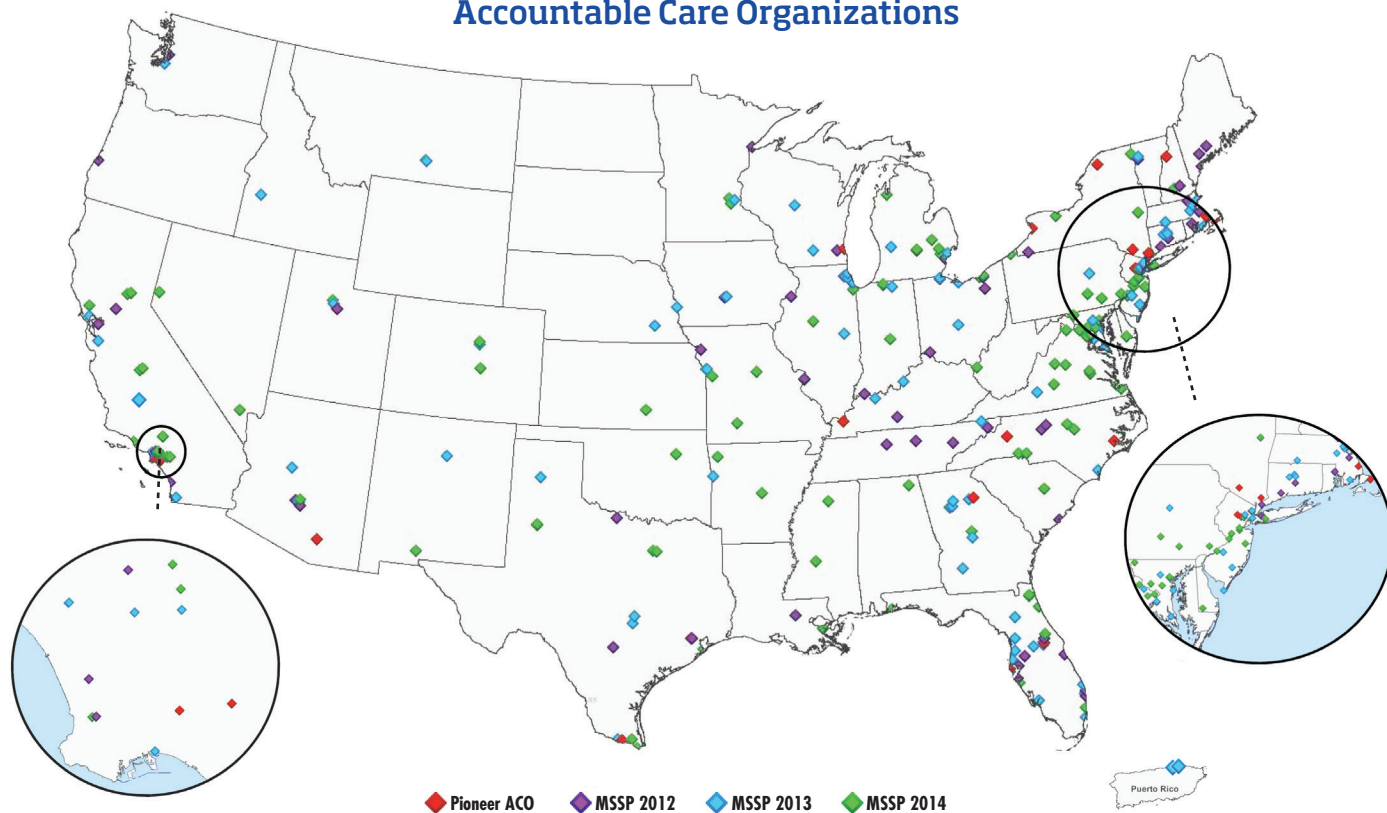 Accountable Care Organizations
Puerto Rico
Pioneer ACO
MSSP 2012
MSSP 2013
MSSP 2014